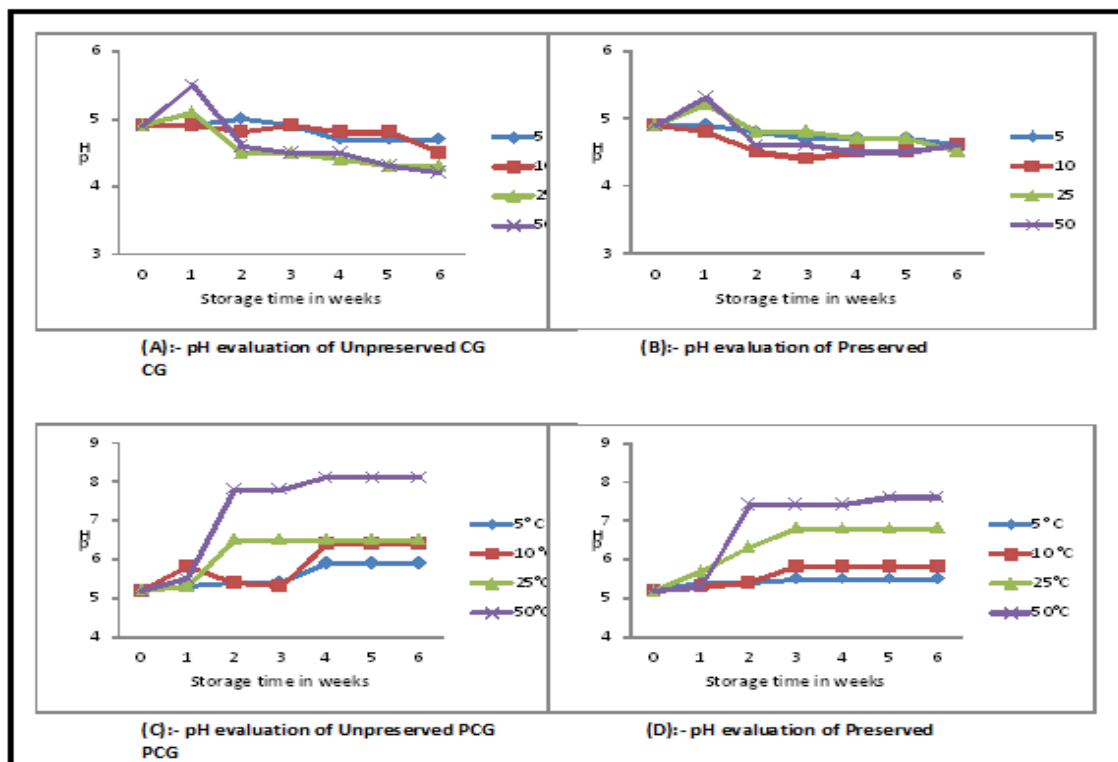 6
5
4
3
pH
0 1 2 3 4 5 6
Storage time in weeks
5
10
25
50
(A):- pH evaluation of Unpreserved CG
CG
6
5
4
3
pH
0 1 2 3 4 5 6
Storage time in weeks
5
10
25
50
(B):- pH evaluation of Preserved
9
8
7
6
5
4
pH
0 1 2 3 4 5 6
Storage time in weeks
5°C
10°C
25°C
50°C
(C):- pH evaluation of Unpreserved PCG
PCG
9
8
7
6
5
4
pH
0 1 2 3 4 5 6
Storage time in weeks
5°C
10°C
25°C
50°C
(D):- pH evaluation of Preserved